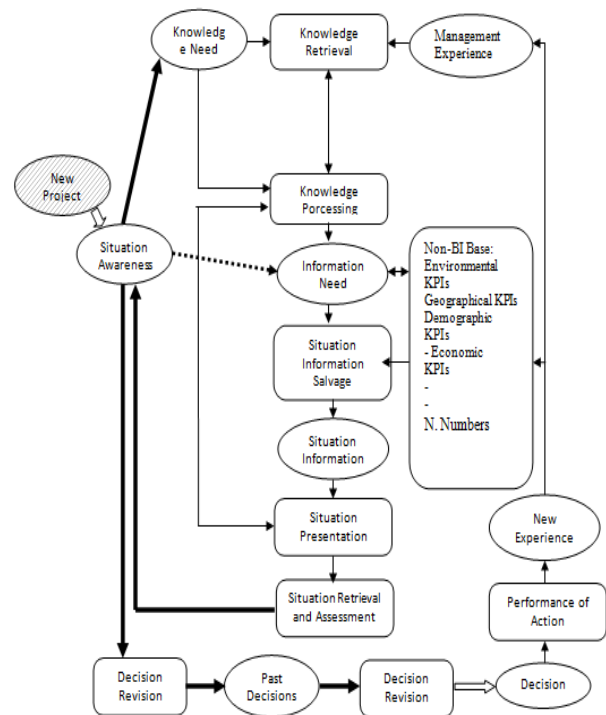 Knowledg
e Need
Knowledge
Retrieval
Management
Experience
New
Project
Knowledge
Porcessing
Situation
Awareness
Information
Need
Non-BI Base:
Environmental
KPIs
Geographical KPIs
Demographic
KPIs
- Economic
KPIs
-
-
N. Numbers
Situation
Information
Salvage
Situation
Information
Situation
Presentation
New
Experience
Situation Retrieval
and Assessment
Performance of
Action
Decision
Revision
Past
Decisions
Decision
Revision
Decision